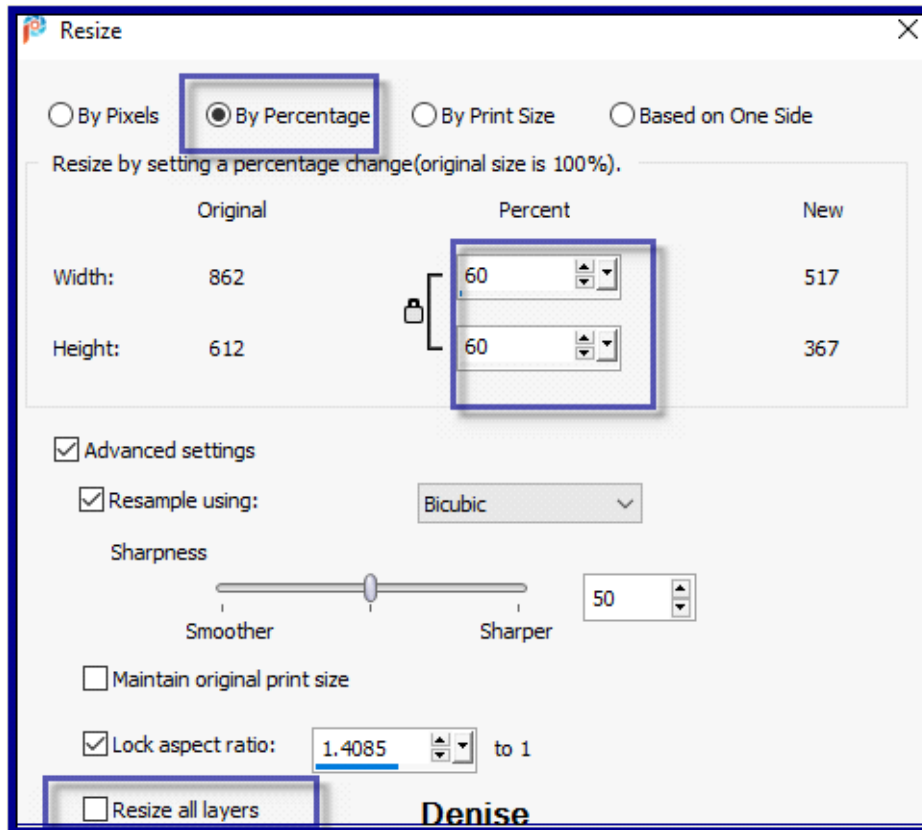 Resize
By Pixels By Percentage By Print Size Based on One Side
Resize by setting a percentage change(original size is 100%).
Original Percent New
Width: 862 60 517
Height: 612 60 367
Advanced settings
Resample using: Bicubic
Sharpness
50
Smoother Sharper
Maintain original print size
Lock aspect ratio: 1.4085 to 1
Resize all layers Denise